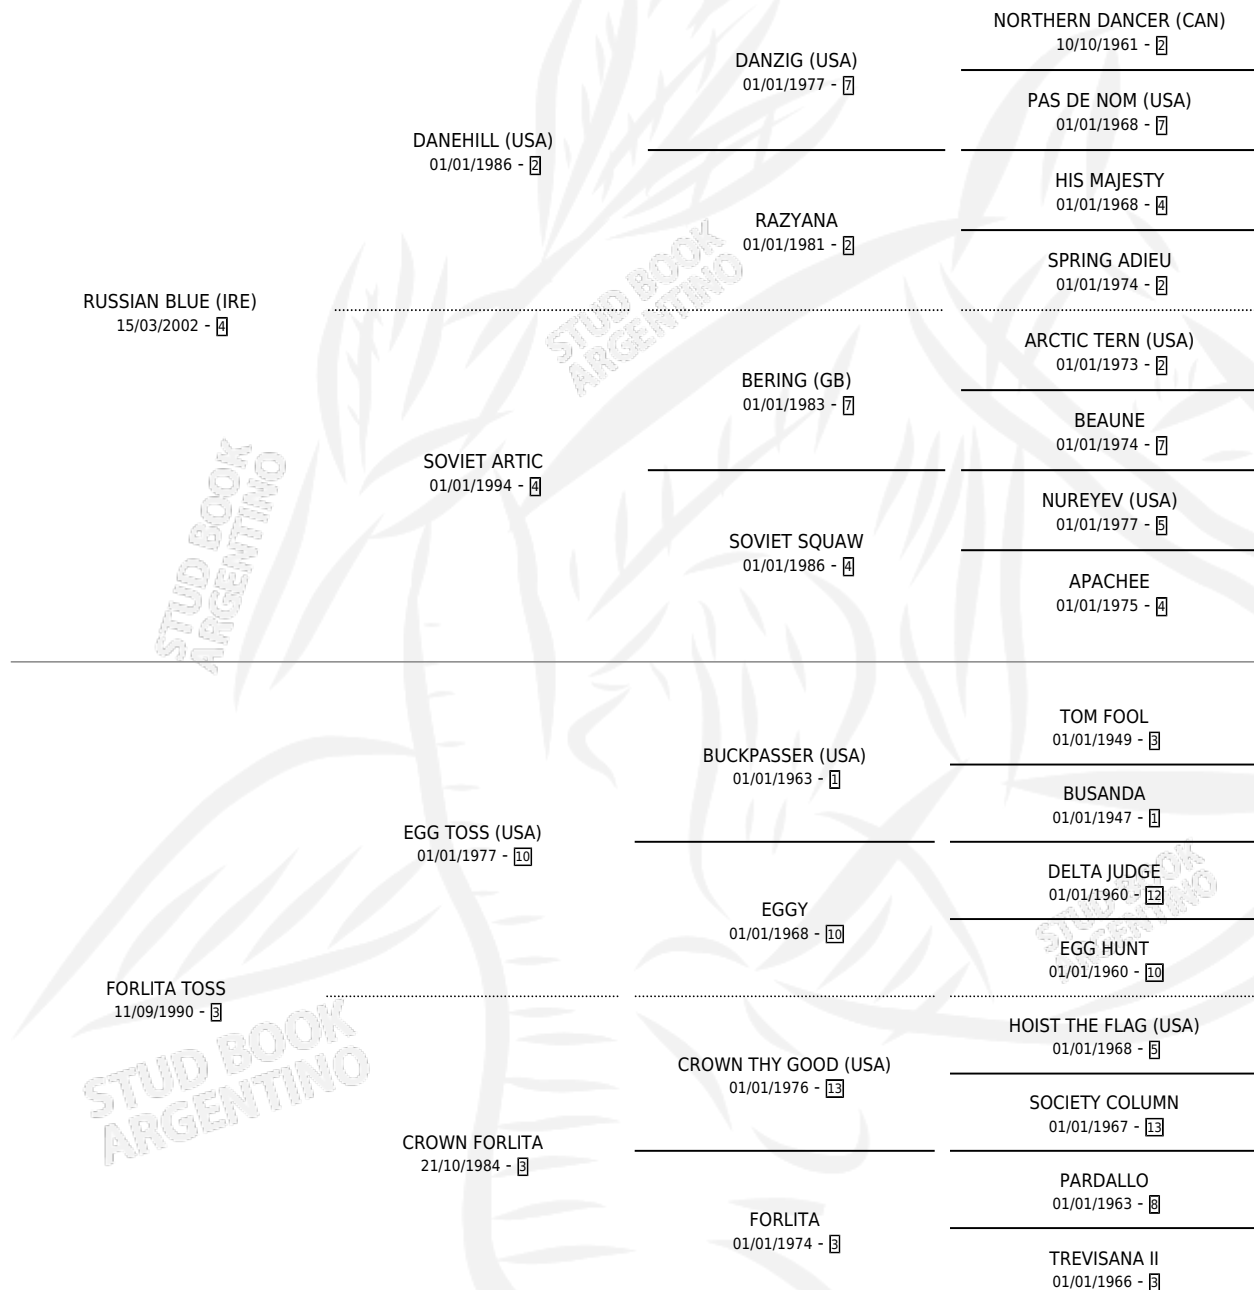 NORTHERN DANCER (CAN)
10/10/1961 - 2
DANZIG (USA)
01/01/1977 - 7
PAS DE NOM (USA)
01/01/1968 - 7
DANEHILL (USA)
01/01/1986 - 2
HIS MAJESTY
01/01/1968 - 4
RAZYANA
01/01/1981 - 2
SPRING ADIEU
01/01/1974 - 2
RUSSIAN BLUE (IRE)
15/03/2002 - 4
ARCTIC TERN (USA)
01/01/1973 - 2
BERING (GB)
01/01/1983 - 7
BEAUNE
01/01/1974 - 7
SOVIET ARTIC
01/01/1994 - 4
NUREYEV (USA)
01/01/1977 - 5
SOVIET SQUAW
01/01/1986 - 4
APACHEE
01/01/1975 - 4
TOM FOOL
01/01/1949 - 3
BUCKPASSER (USA)
01/01/1963 - 1
BUSANDA
01/01/1947 - 1
EGG TOSS (USA)
01/01/1977 - 10
DELTA JUDGE
01/01/1960 - 12
EGGY
01/01/1968 - 10
EGG HUNT
01/01/1960 - 10
FORLITA TOSS
11/09/1990 - 3
HOIST THE FLAG (USA)
01/01/1968 - 5
CROWN THY GOOD (USA)
01/01/1976 - 13
SOCIETY COLUMN
01/01/1967 - 13
CROWN FORLITA
21/10/1984 - 3
PARDALLO
01/01/1963 - 8
FORLITA
01/01/1974 - 3
TREVISANA II
01/01/1966 - 3
STUD BOOK
ARGENTINO
STUD BOOK
ARGENTINO
STUD BOOK
ARGENTINO
STUD BOOK
ARGENTINO